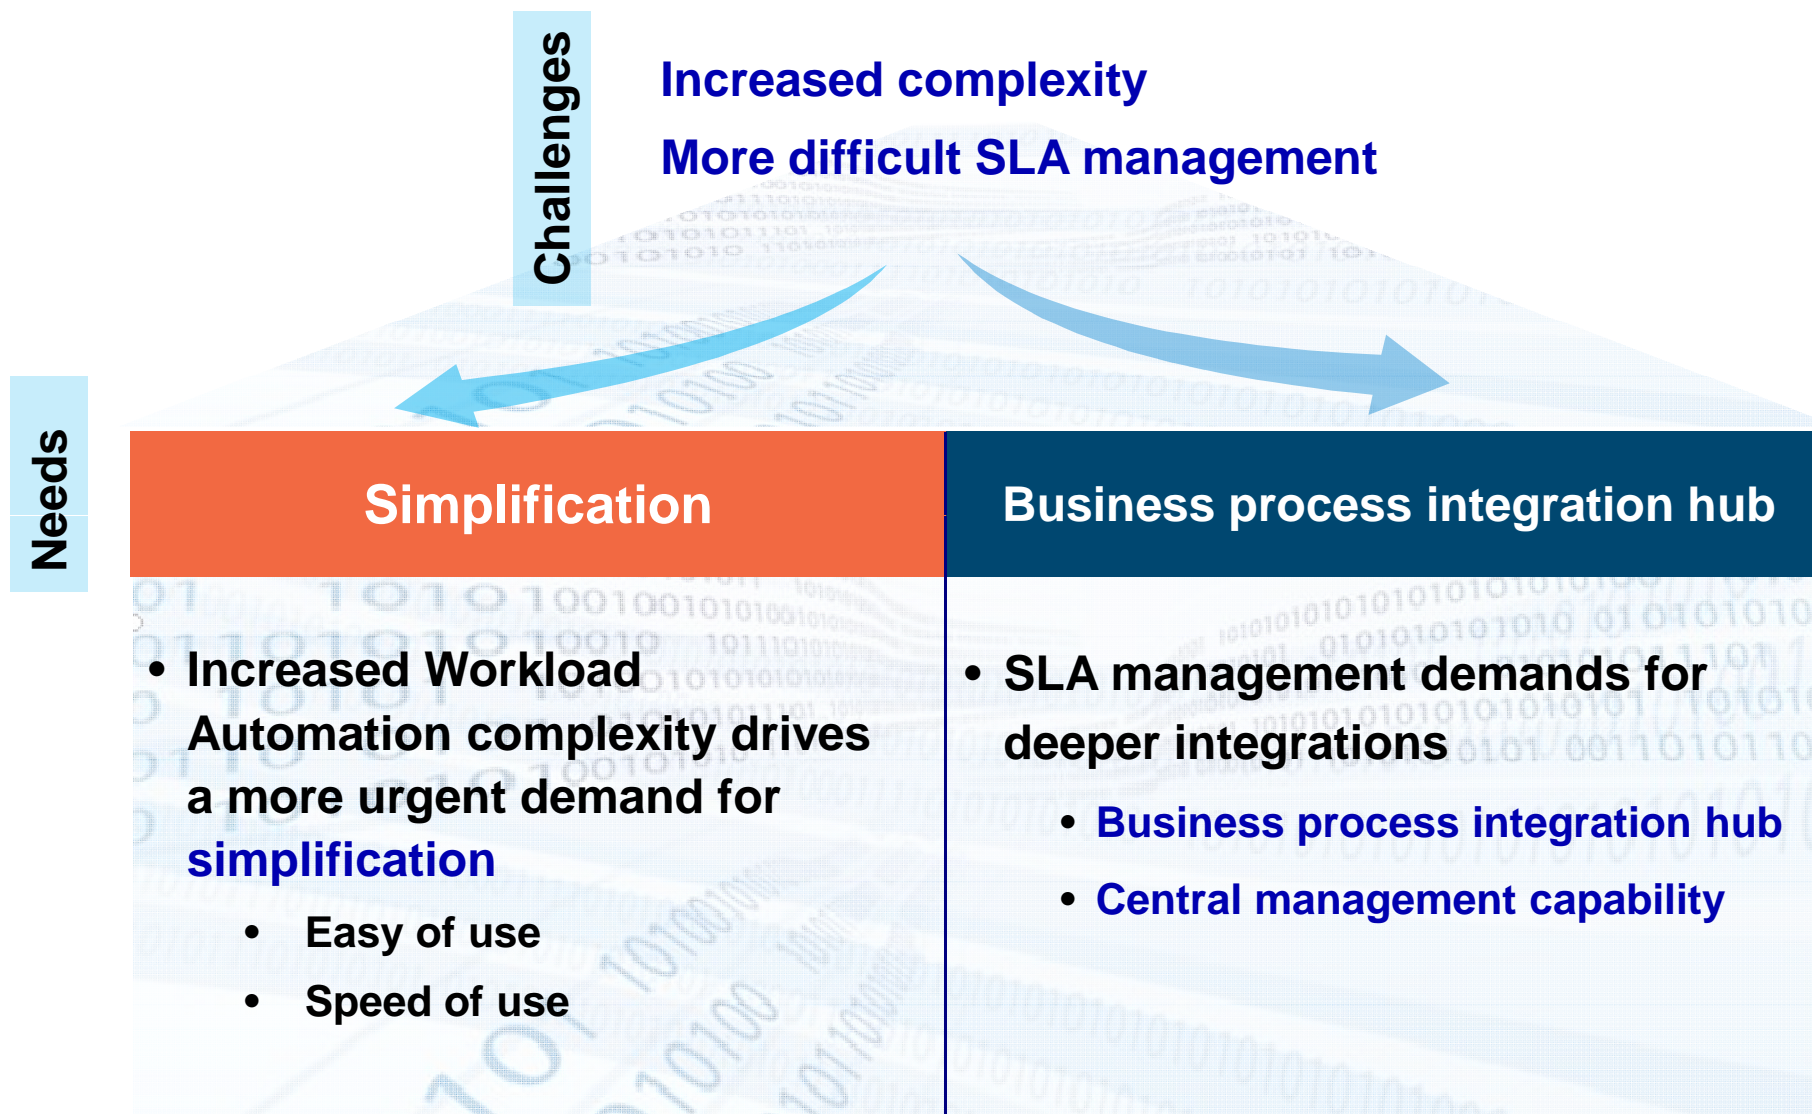 Challenges
Increased complexity
More difficult SLA management
Needs
Simplification
Business process integration hub
• Increased Workload
Automation complexity drives
a more urgent demand for
simplification
• Easy of use
• Speed of use
• SLA management demands for
deeper integrations
• Business process integration hub
• Central management capability